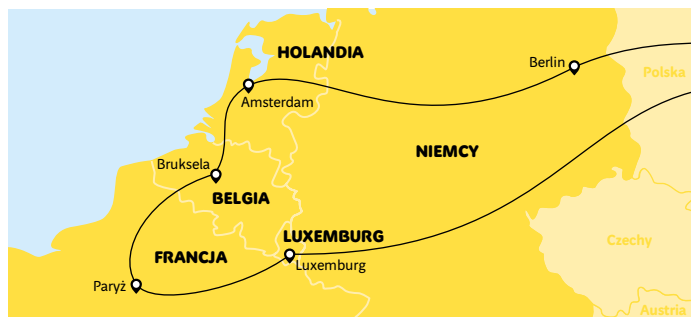 HOLANDIA
Berlin
Polska
Amsterdam
NIEMCY
Bruksela
BELGIA
LUXEMBURG
Czechy
FRANCJA
Luxemburg
Paryż
Austria